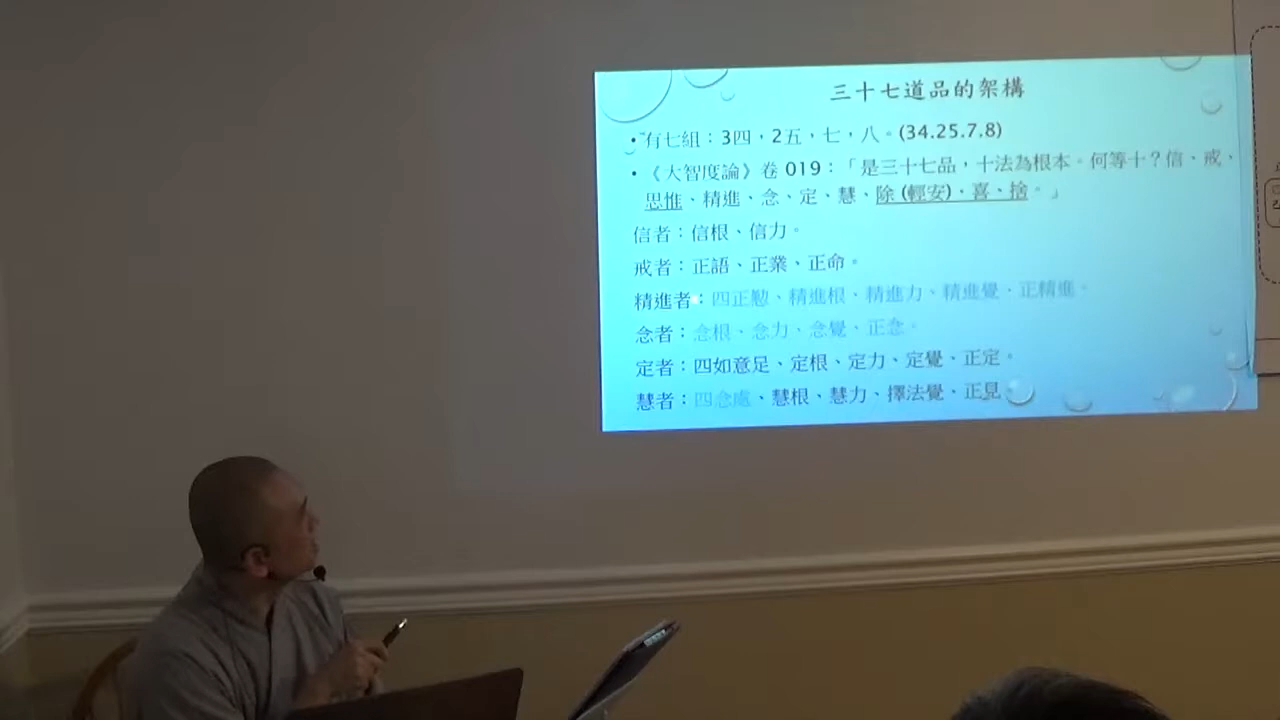 三十七道品的架構
• 有七組：3四，2五，七，八。(34.25.7.8)
• 《大智度論》卷 019：「是三十七品，十法為根本。何等十？信、戒、
思惟、精進、念、定、慧、除 (輕安)、喜、捨。」
信者：信根、信力。
戒者：正語、正業、正命。
精進者：四正勤、精進根、精進力、精進覺、正精進。
念者：念根、念力、念覺、正念。
定者：四如意足、定根、定力、定覺、正定。
慧者：四念處、慧根、慧力、擇法覺、正見。